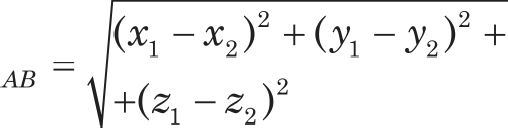 AB = √(x₁ − x₂)² + (y₁ − y₂)² +
+(z₁ − z₂)²